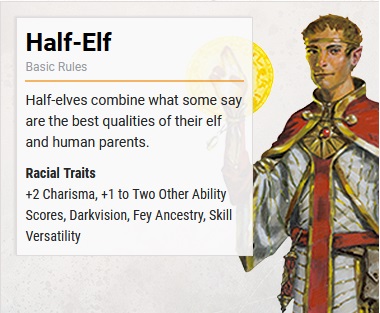 Half-Elf
Basic Rules
Half-elves combine what some say
are the best qualities of their elf
and human parents.
Racial Traits
+2 Charisma, +1 to Two Other Ability
Scores, Darkvision, Fey Ancestry, Skill
Versatility